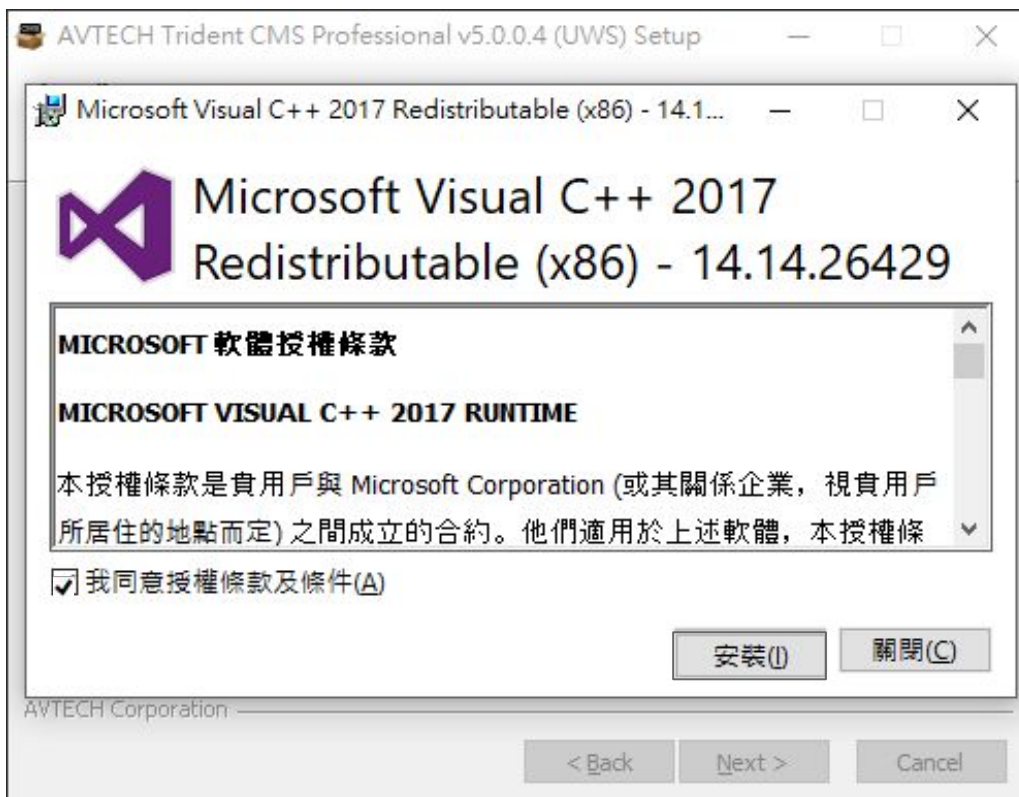 AVTECH Trident CMS Professional v5.0.0.4 (UWS) Setup
Microsoft Visual C++ 2017 Redistributable (x86) - 14.1...
Microsoft Visual C++ 2017
Redistributable (x86) - 14.14.26429
MICROSOFT 軟體授權條款
MICROSOFT VISUAL C++ 2017 RUNTIME
本授權條款是貴用戶與 Microsoft Corporation (或其關係企業，視貴用戶
所居住的地點而定) 之間成立的合約。他們適用於上述軟體，本授權條
我同意授權條款及條件(A)
安裝(I)
關閉(C)
AVTECH Corporation
< Back
Next >
Cancel